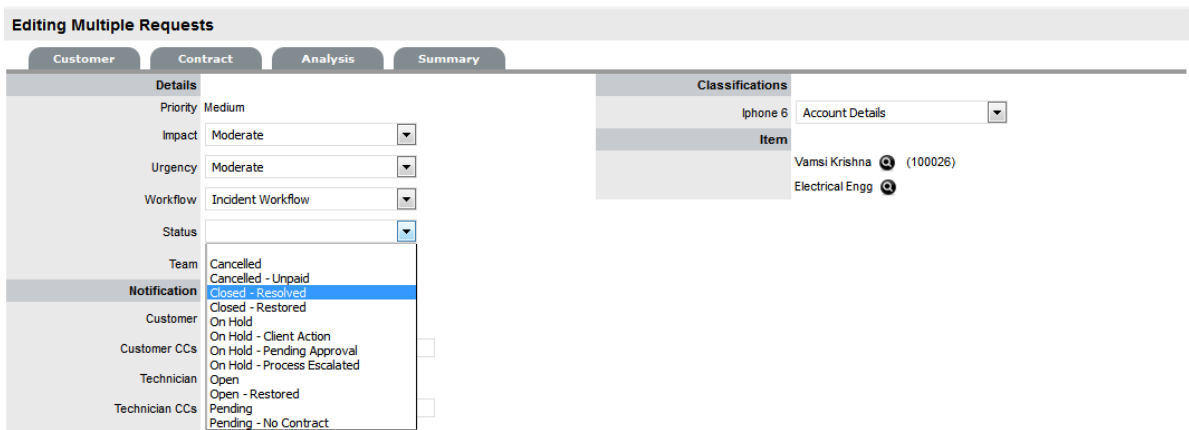 Editing Multiple Requests
Customer Contract Analysis Summary
Details
Priority Medium
Impact Moderate
Urgency Moderate
Workflow Incident Workflow
Status
Team
Cancelled
Cancelled - Unpaid
Closed - Resolved
Closed - Restored
On Hold
On Hold - Client Action
On Hold - Pending Approval
On Hold - Process Escalated
Open
Open - Restored
Pending
Pending - No Contract
Notification
Customer
Customer CCs
Technician
Technician CCs
Classifications
Iphone 6 Account Details
Item
Vamsi Krishna (100026)
Electrical Engg